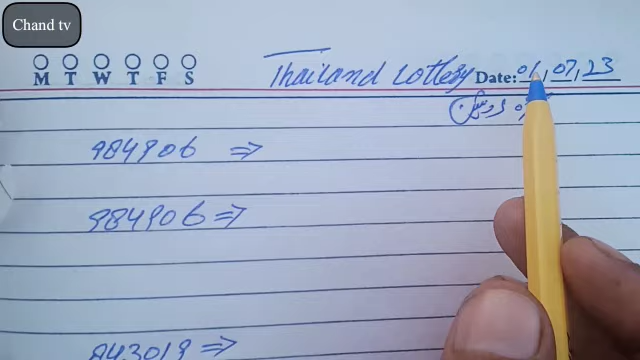 Chand tv
M T W T F S
Thailand Lottery Date: 01,07,23
984906 ⇒
984906 ⇒
843019 ⇒